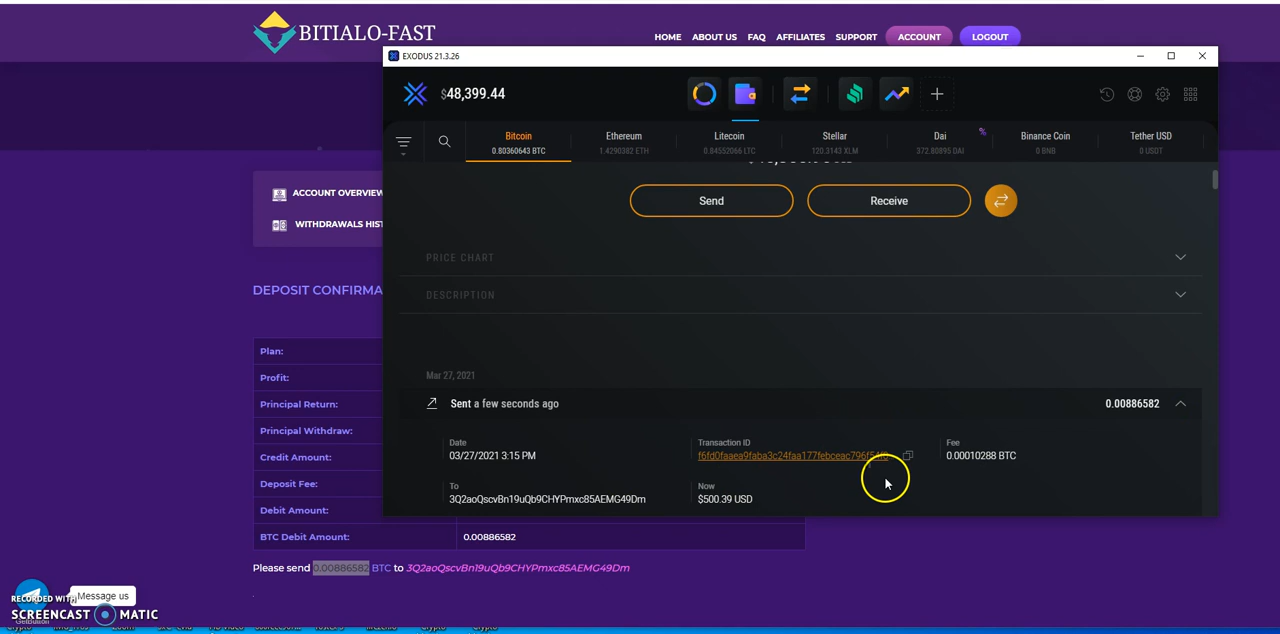 BITIALO-FAST
HOME ABOUT US FAQ AFFILIATES SUPPORT ACCOUNT LOGOUT
EXODUS 21.3.26
$48,399.44
Bitcoin Ethereum Litecoin Stellar Dai % Binance Coin Tether USD
0.80360643 BTC 1.4290382 ETH 0.84552066 LTC 120.3143 XLM 372.80895 DAI 0 BNB 0 USDT
Send Receive
ACCOUNT OVERVIEW
WITHDRAWALS HIST
PRICE CHART
DESCRIPTION
DEPOSIT CONFIRMA
Plan:
Profit:
Principal Return:
Principal Withdraw:
Credit Amount:
Deposit Fee:
Debit Amount:
BTC Debit Amount: 0.00886582
Mar 27, 2021
Sent a few seconds ago 0.00886582
Date Transaction ID Fee
03/27/2021 3:15 PM f6fd0faaea9faba3c24faa177febceac796f 0.00010288 BTC
To Now
3Q2aoQscvBn19uQb9CHYPmxc85AEMG49Dm $500.39 USD
Please send 0.00886582 BTC to 3Q2aoQscvBn19uQb9CHYPmxc85AEMG49Dm
Message us
RECORDED WITH
SCREENCAST MATIC